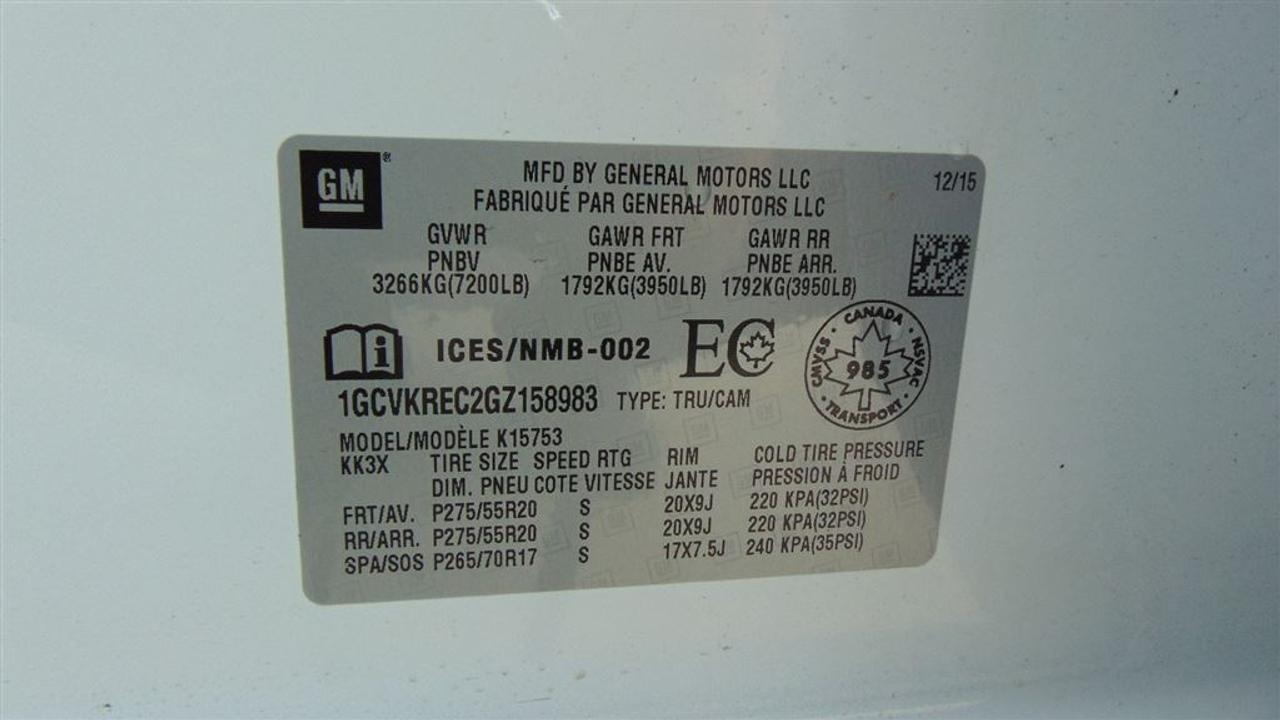 GM ®
MFD BY GENERAL MOTORS LLC 12/15
FABRIQUÉ PAR GENERAL MOTORS LLC
GVWR GAWR FRT GAWR RR
PNBV PNBE AV. PNBE ARR.
3266KG(7200LB) 1792KG(3950LB) 1792KG(3950LB)
i ICES/NMB-002 EC
CANADA
CMVSS 985 NSVAC
TRANSPORT
1GCVKREC2GZ158983 TYPE: TRU/CAM
MODEL/MODÈLE K15753
KK3X TIRE SIZE SPEED RTG RIM COLD TIRE PRESSURE
DIM. PNEU COTE VITESSE JANTE PRESSION À FROID
FRT/AV. P275/55R20 S 20X9J 220 KPA(32PSI)
RR/ARR. P275/55R20 S 20X9J 220 KPA(32PSI)
SPA/SOS P265/70R17 S 17X7.5J 240 KPA(35PSI)